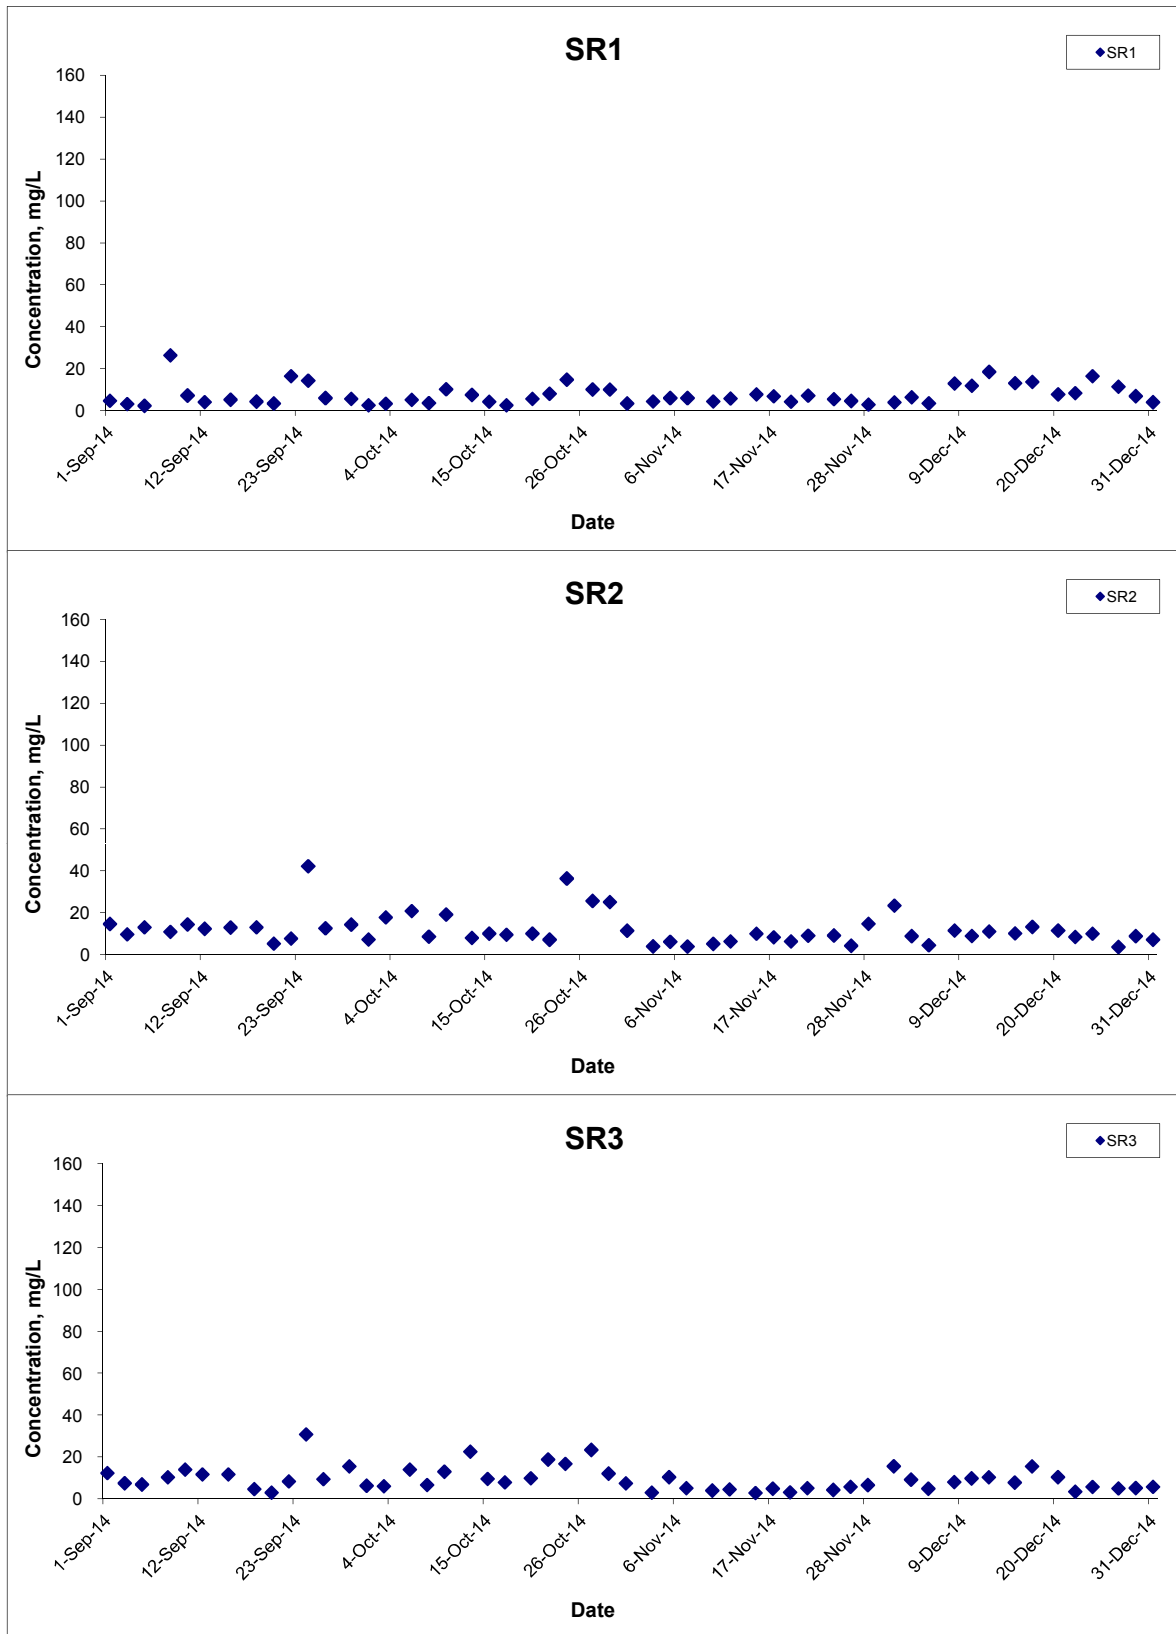 SR1
SR1
160
140
120
100
80
60
40
20
0
Concentration, mg/L
1-Sep-14
12-Sep-14
23-Sep-14
4-Oct-14
15-Oct-14
26-Oct-14
6-Nov-14
17-Nov-14
28-Nov-14
9-Dec-14
20-Dec-14
31-Dec-14
Date
SR2
SR2
160
140
120
100
80
60
40
20
0
Concentration, mg/L
1-Sep-14
12-Sep-14
23-Sep-14
4-Oct-14
15-Oct-14
26-Oct-14
6-Nov-14
17-Nov-14
28-Nov-14
9-Dec-14
20-Dec-14
31-Dec-14
Date
SR3
SR3
160
140
120
100
80
60
40
20
0
Concentration, mg/L
1-Sep-14
12-Sep-14
23-Sep-14
4-Oct-14
15-Oct-14
26-Oct-14
6-Nov-14
17-Nov-14
28-Nov-14
9-Dec-14
20-Dec-14
31-Dec-14
Date